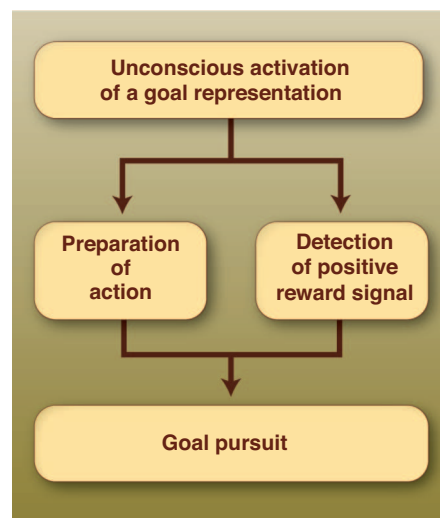 Unconscious activation
of a goal representation
Preparation
of
action
Detection
of positive
reward signal
Goal pursuit